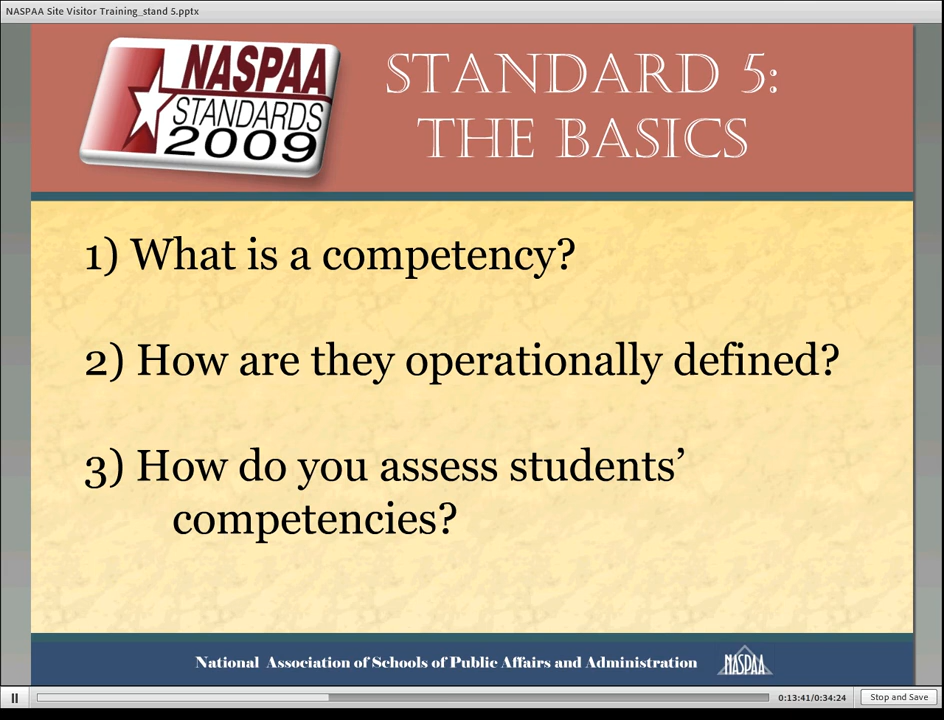 NASPAA Site Visitor Training_stand 5.pptx
NASPAA
STANDARDS
2009
STANDARD 5:
THE BASICS
1) What is a competency?
2) How are they operationally defined?
3) How do you assess students’
competencies?
National Association of Schools of Public Affairs and Administration
NASPAA
0:13:41/0:34:24
Stop and Save